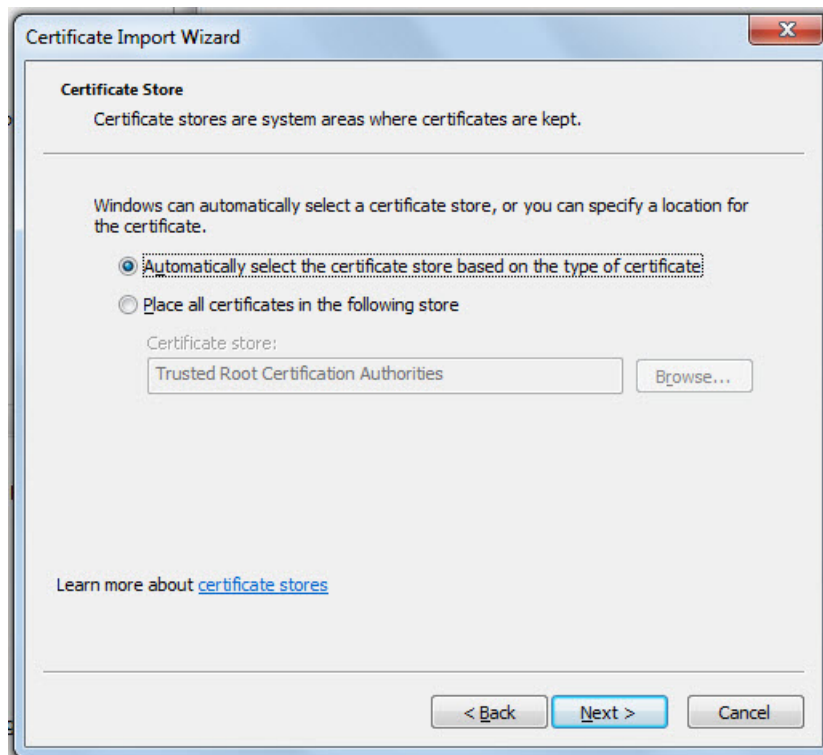 Certificate Import Wizard
Certificate Store
Certificate stores are system areas where certificates are kept.
Windows can automatically select a certificate store, or you can specify a location for
the certificate.
Automatically select the certificate store based on the type of certificate
Place all certificates in the following store
Certificate store:
Trusted Root Certification Authorities
Browse...
Learn more about certificate stores
< Back
Next >
Cancel